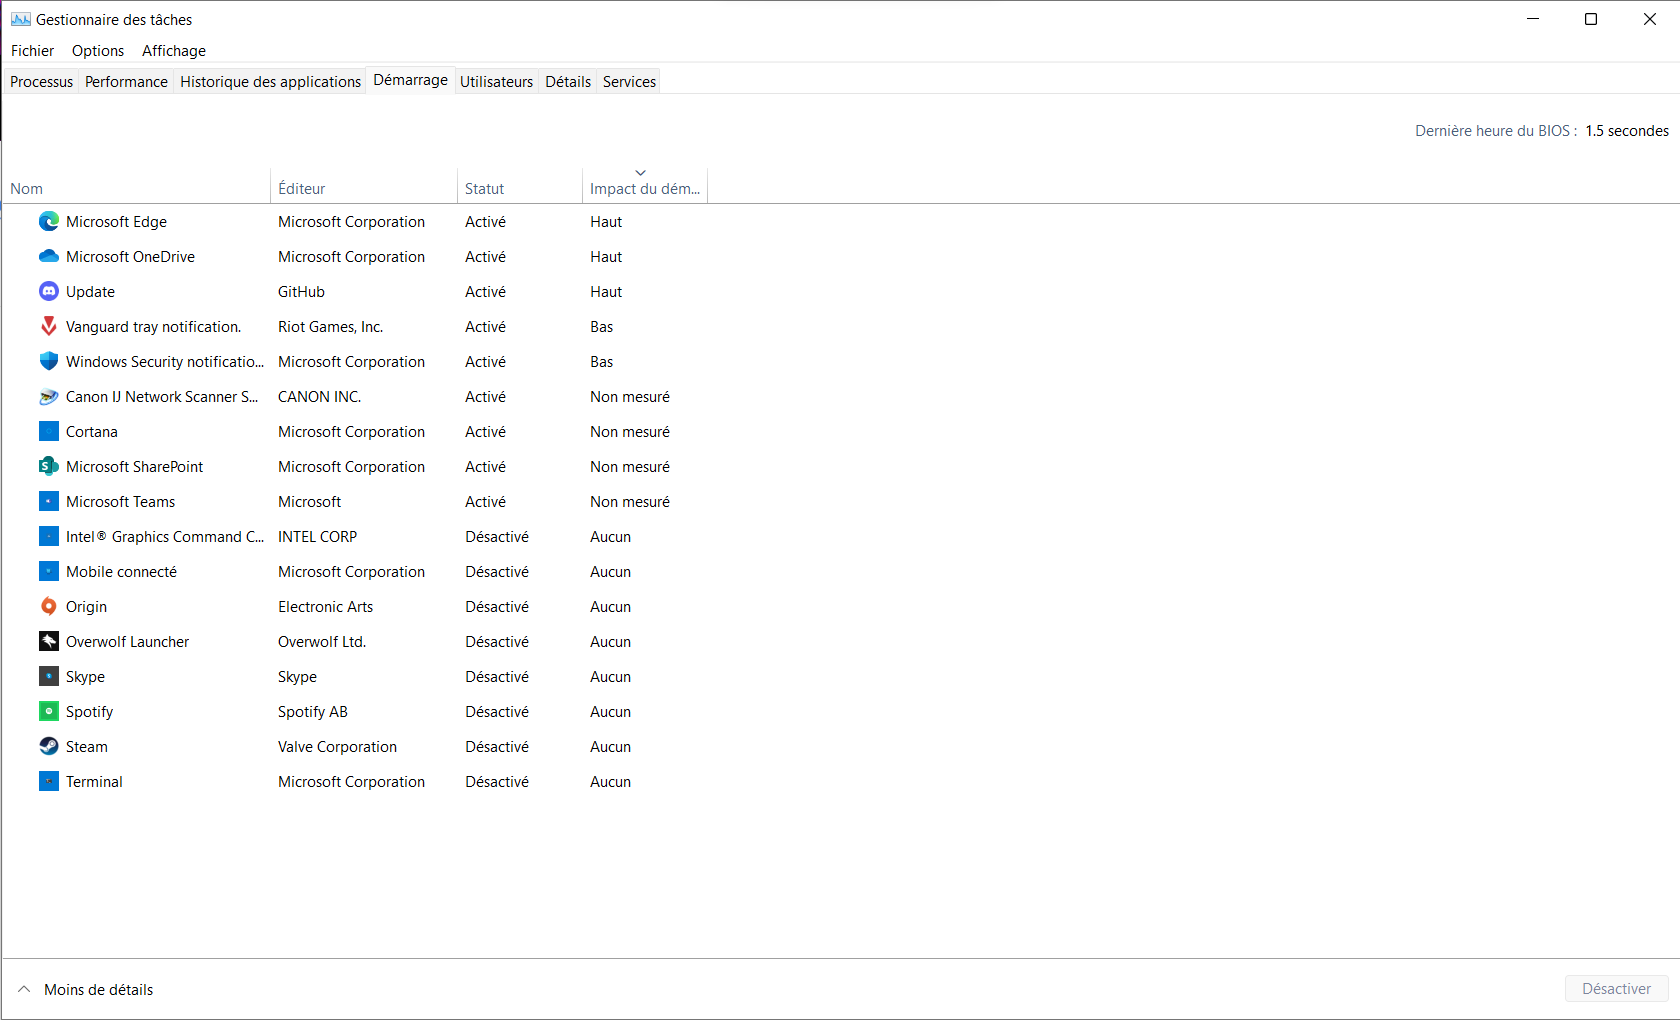 Gestionnaire des tâches
Fichier Options Affichage
Processus Performance Historique des applications Démarrage Utilisateurs Détails Services
Dernière heure du BIOS : 1.5 secondes
Nom Éditeur Statut Impact du dém...
Microsoft Edge Microsoft Corporation Activé Haut
Microsoft OneDrive Microsoft Corporation Activé Haut
Update GitHub Activé Haut
Vanguard tray notification. Riot Games, Inc. Activé Bas
Windows Security notificatio... Microsoft Corporation Activé Bas
Canon IJ Network Scanner S... CANON INC. Activé Non mesuré
Cortana Microsoft Corporation Activé Non mesuré
Microsoft SharePoint Microsoft Corporation Activé Non mesuré
Microsoft Teams Microsoft Activé Non mesuré
Intel® Graphics Command C... INTEL CORP Désactivé Aucun
Mobile connecté Microsoft Corporation Désactivé Aucun
Origin Electronic Arts Désactivé Aucun
Overwolf Launcher Overwolf Ltd. Désactivé Aucun
Skype Skype Désactivé Aucun
Spotify Spotify AB Désactivé Aucun
Steam Valve Corporation Désactivé Aucun
Terminal Microsoft Corporation Désactivé Aucun
Moins de détails Désactiver